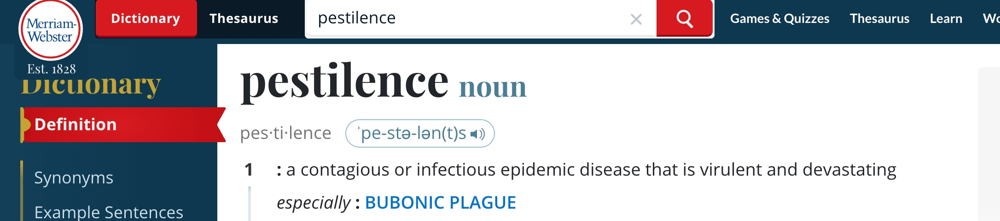 Merriam-
Webster
Est. 1828
Dictionary
Thesaurus
pestilence
Games & Quizzes
Thesaurus
Learn
Dictionary
Definition
Synonyms
Example Sentences
pestilence noun
pes·ti·lence
ˈpe-stə-lən(t)s
1 : a contagious or infectious epidemic disease that is virulent and devastating
especially : BUBONIC PLAGUE